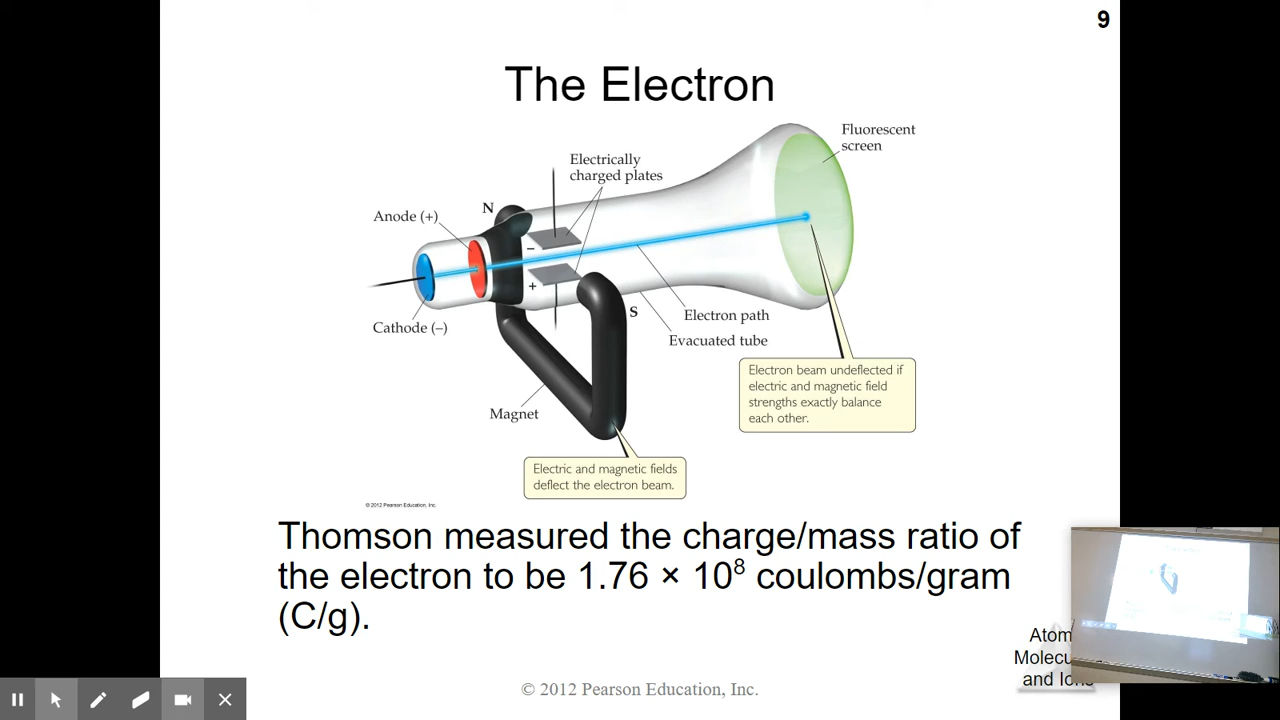 9
The Electron
Fluorescent
screen
Electrically
charged plates
N
Anode (+)
–
+
S
Electron path
Cathode (–)
Evacuated tube
Electron beam undeflected if
electric and magnetic field
strengths exactly balance
each other.
Magnet
Electric and magnetic fields
deflect the electron beam.
© 2012 Pearson Education, Inc.
Thomson measured the charge/mass ratio of
the electron to be 1.76 × 10⁸ coulombs/gram
(C/g).
and
© 2012 Pearson Education, Inc.